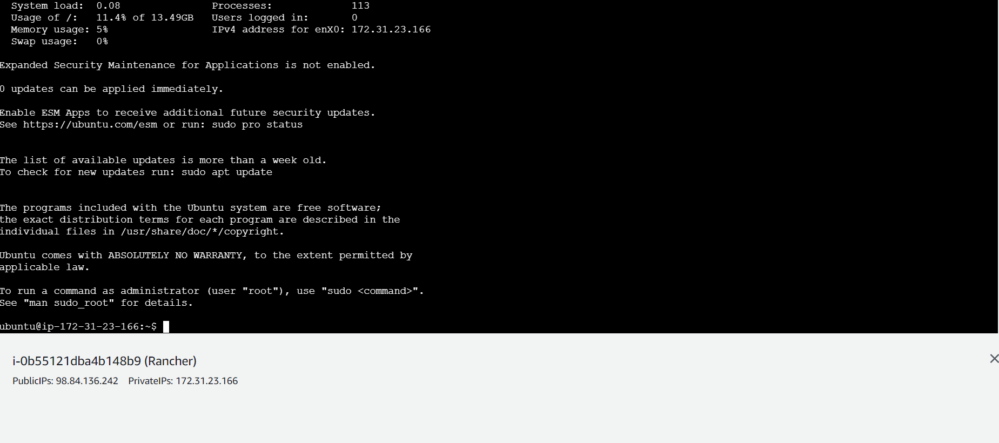 System load:  0.08               Processes:             113
Usage of /:   11.4% of 13.49GB   Users logged in:       0
Memory usage: 5%                 IPv4 address for enX0: 172.31.23.166
Swap usage:   0%
Expanded Security Maintenance for Applications is not enabled.
0 updates can be applied immediately.
Enable ESM Apps to receive additional future security updates.
See https://ubuntu.com/esm or run: sudo pro status
The list of available updates is more than a week old.
To check for new updates run: sudo apt update
The programs included with the Ubuntu system are free software;
the exact distribution terms for each program are described in the
individual files in /usr/share/doc/*/copyright.
Ubuntu comes with ABSOLUTELY NO WARRANTY, to the extent permitted by
applicable law.
To run a command as administrator (user "root"), use "sudo <command>".
See "man sudo_root" for details.
ubuntu@ip-172-31-23-166:~$
i-0b55121dba4b148b9 (Rancher)
PublicIPs: 98.84.136.242    PrivateIPs: 172.31.23.166